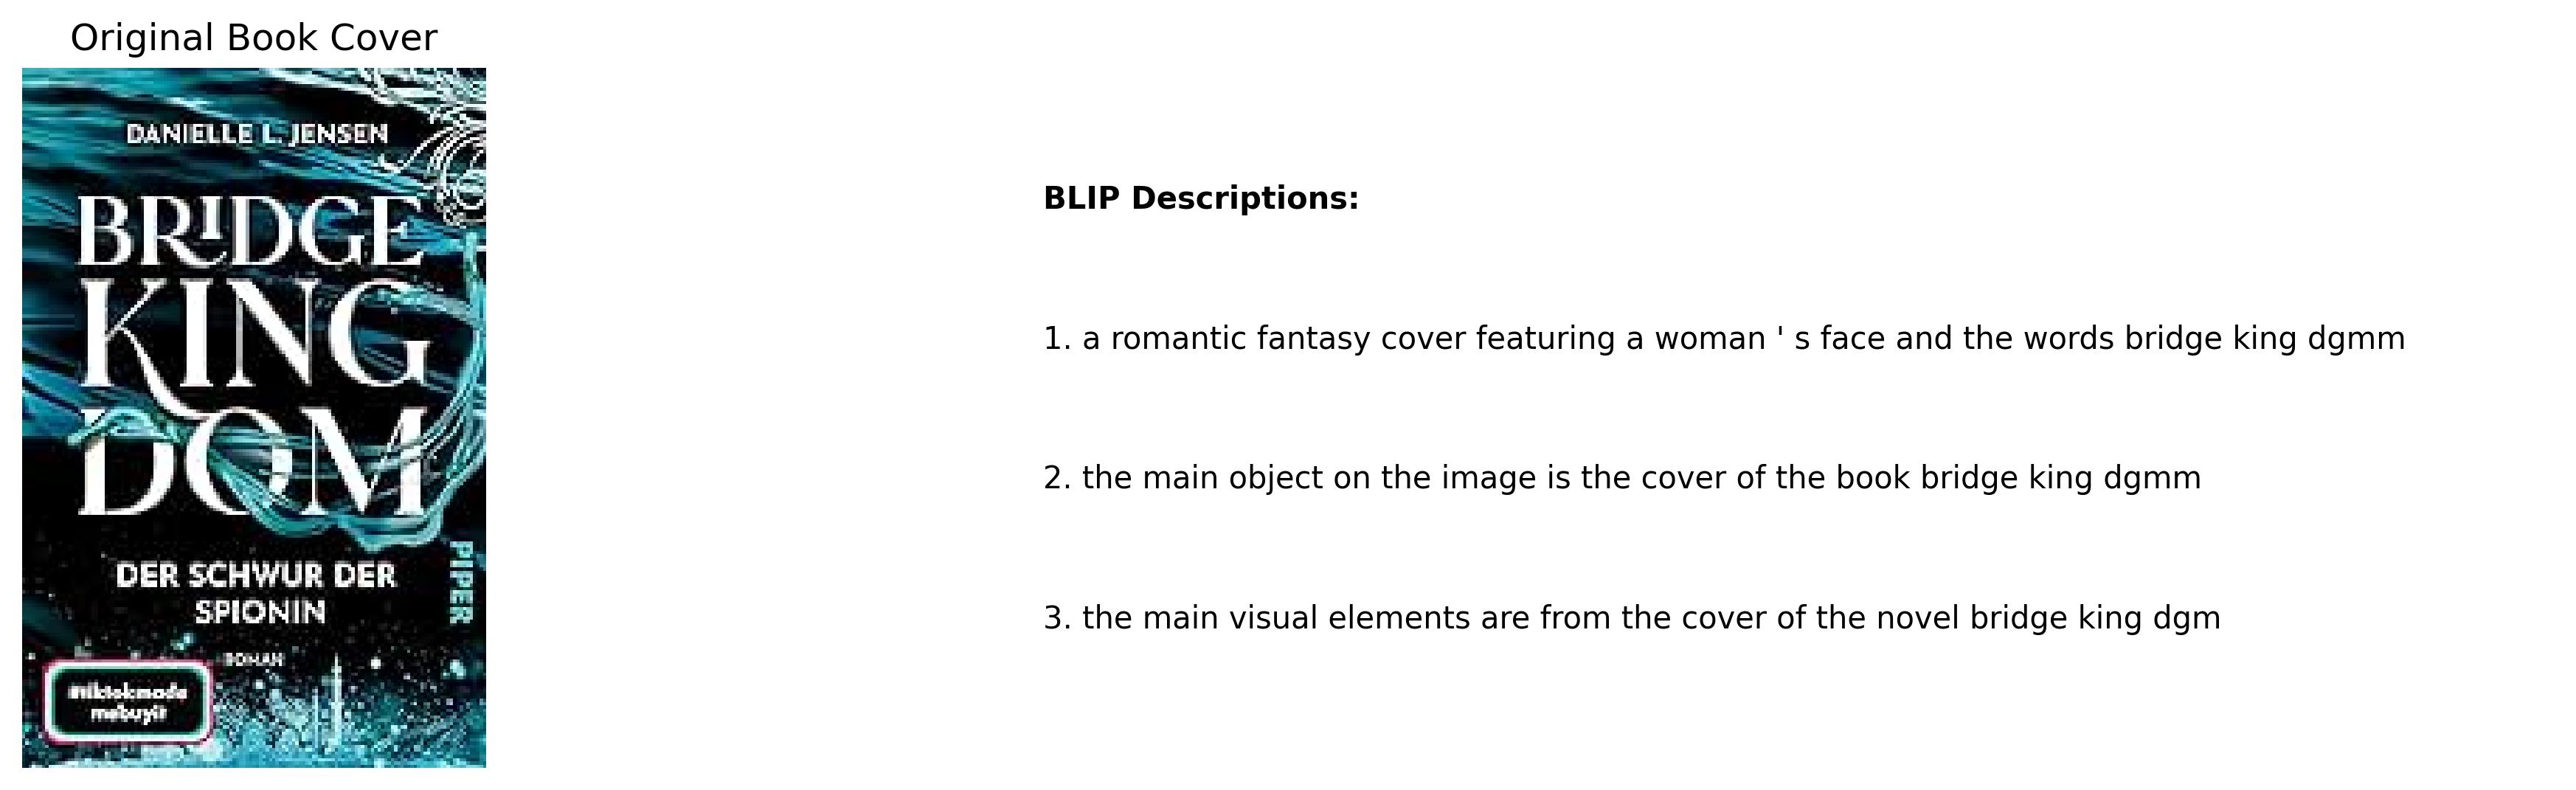 Original Book Cover
DANIELLE L. JENSEN
BRIDGE
KING
DOM
DER SCHWUR DER
SPIONIN
PIPER
ROMAN
#tiktokmade
mebuyit
BLIP Descriptions:
1. a romantic fantasy cover featuring a woman ' s face and the words bridge king dgmm
2. the main object on the image is the cover of the book bridge king dgmm
3. the main visual elements are from the cover of the novel bridge king dgm